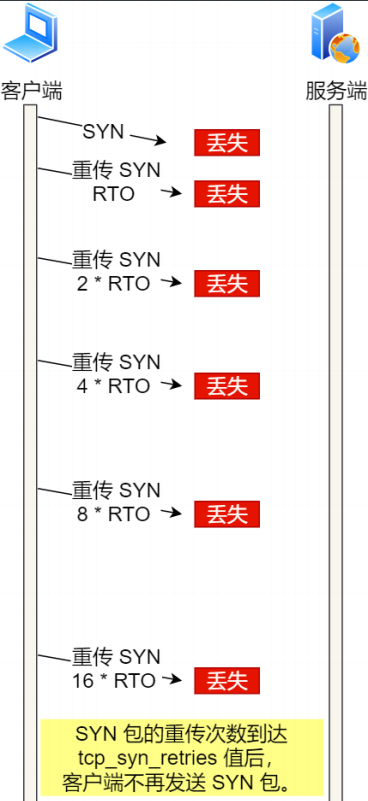 客户端
服务端
SYN
丢失
重传 SYN
RTO
丢失
重传 SYN
2 * RTO
丢失
重传 SYN
4 * RTO
丢失
重传 SYN
8 * RTO
丢失
重传 SYN
16 * RTO
丢失
SYN 包的重传次数到达
tcp_syn_retries 值后，
客户端不再发送 SYN 包。